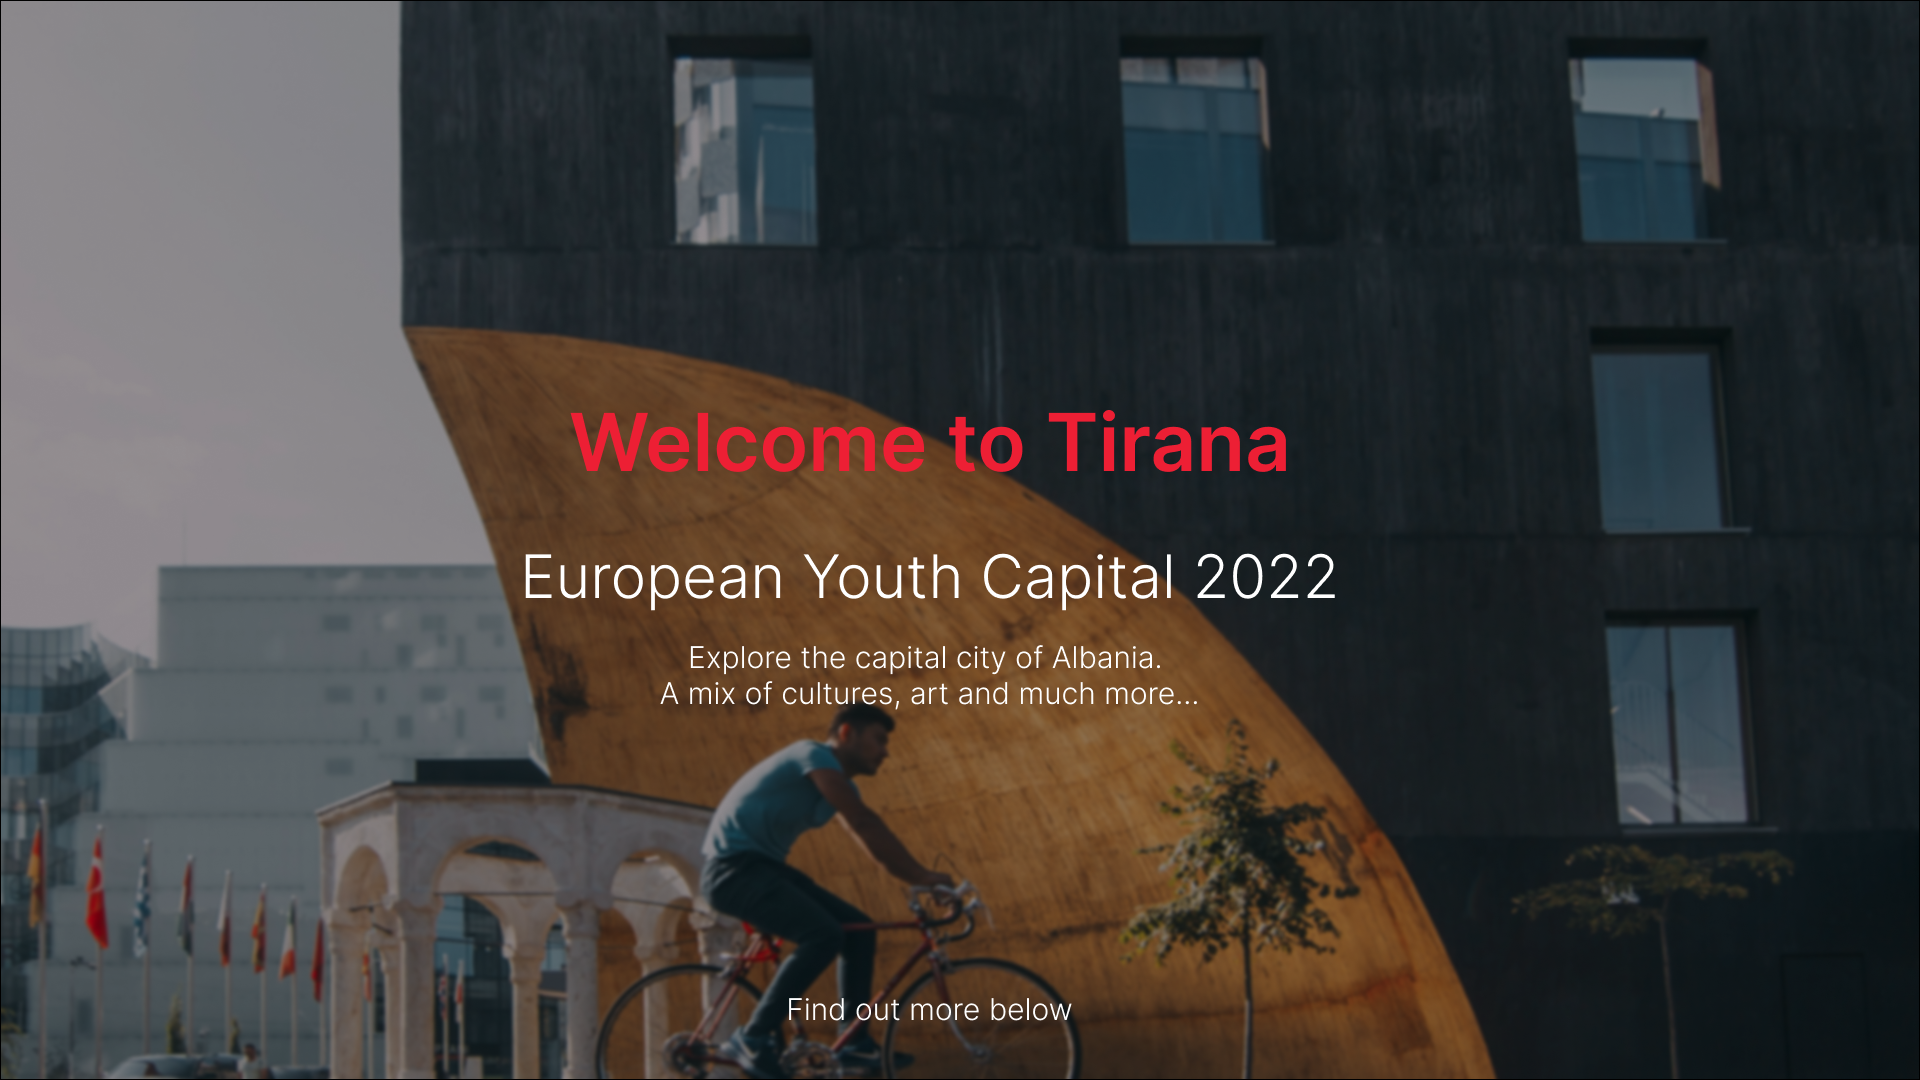 Welcome to Tirana
European Youth Capital 2022
Explore the capital city of Albania.
A mix of cultures, art and much more...
Find out more below